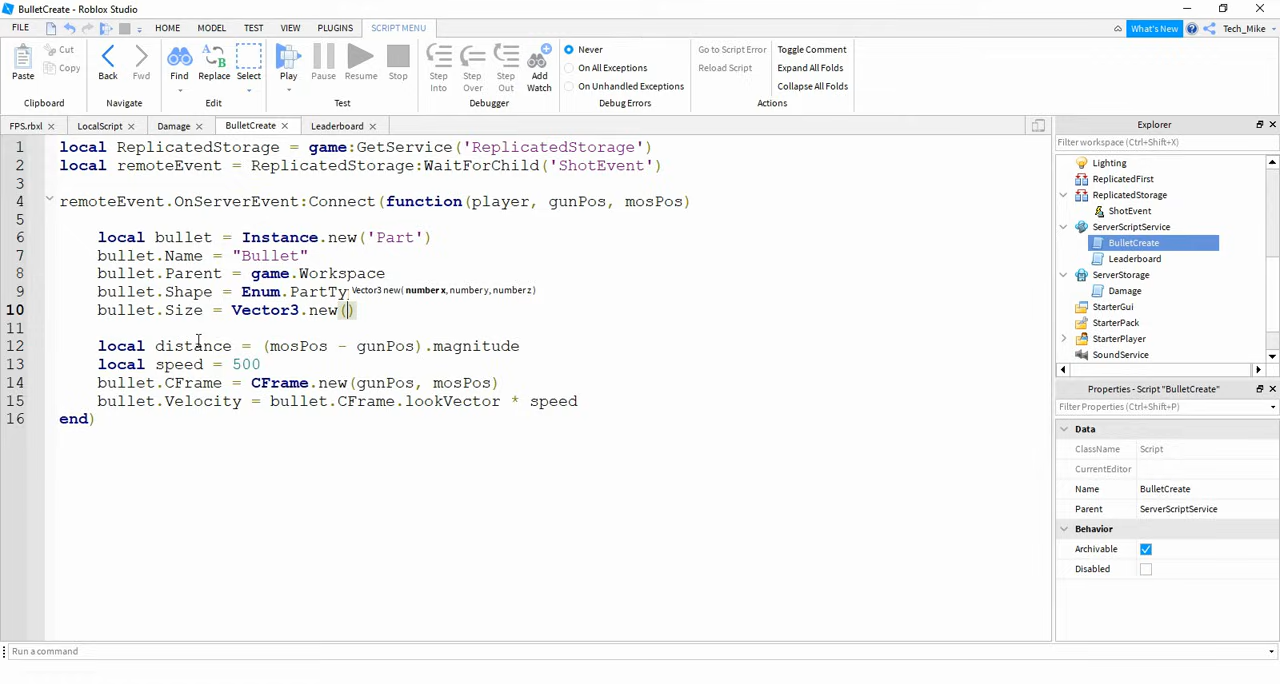 BulletCreate - Roblox Studio
FILE HOME MODEL TEST VIEW PLUGINS SCRIPT MENU What's New Tech_Mike
Paste Cut Copy Back Fwd Find Replace Select Play Pause Resume Stop Step Into Step Over Step Out Add Watch
Never
On All Exceptions
On Unhandled Exceptions
Go to Script Error
Reload Script
Toggle Comment
Expand All Folds
Collapse All Folds
Clipboard Navigate Edit Test Debugger Debug Errors Actions
FPS.rbxl LocalScript Damage BulletCreate Leaderboard
1 local ReplicatedStorage = game:GetService('ReplicatedStorage')
2 local remoteEvent = ReplicatedStorage:WaitForChild('ShotEvent')
3
4 remoteEvent.OnServerEvent:Connect(function(player, gunPos, mosPos)
5
6 local bullet = Instance.new('Part')
7 bullet.Name = "Bullet"
8 bullet.Parent = game.Workspace
9 bullet.Shape = Enum.PartTy
Vector3 new( number x, number y, number z )
10 bullet.Size = Vector3.new()
11
12 local distance = (mosPos - gunPos).magnitude
13 local speed = 500
14 bullet.CFrame = CFrame.new(gunPos, mosPos)
15 bullet.Velocity = bullet.CFrame.lookVector * speed
16 end)
Explorer
Filter workspace (Ctrl+Shift+X)
Lighting
ReplicatedFirst
ReplicatedStorage
ShotEvent
ServerScriptService
BulletCreate
Leaderboard
ServerStorage
Damage
StarterGui
StarterPack
StarterPlayer
SoundService
Properties - Script "BulletCreate"
Filter Properties (Ctrl+Shift+P)
Data
ClassName Script
CurrentEditor
Name BulletCreate
Parent ServerScriptService
Behavior
Archivable
Disabled
Run a command